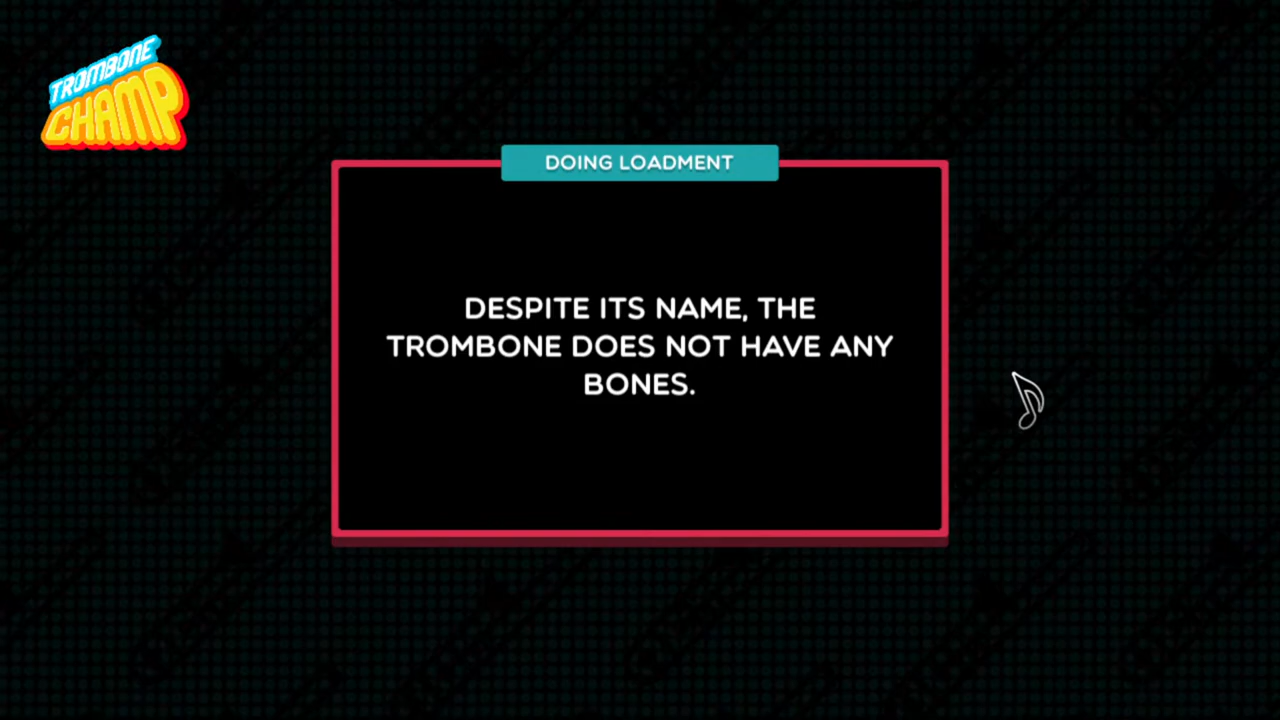 TROMBONE
CHAMP
DOING LOADMENT
DESPITE ITS NAME, THE
TROMBONE DOES NOT HAVE ANY
BONES.